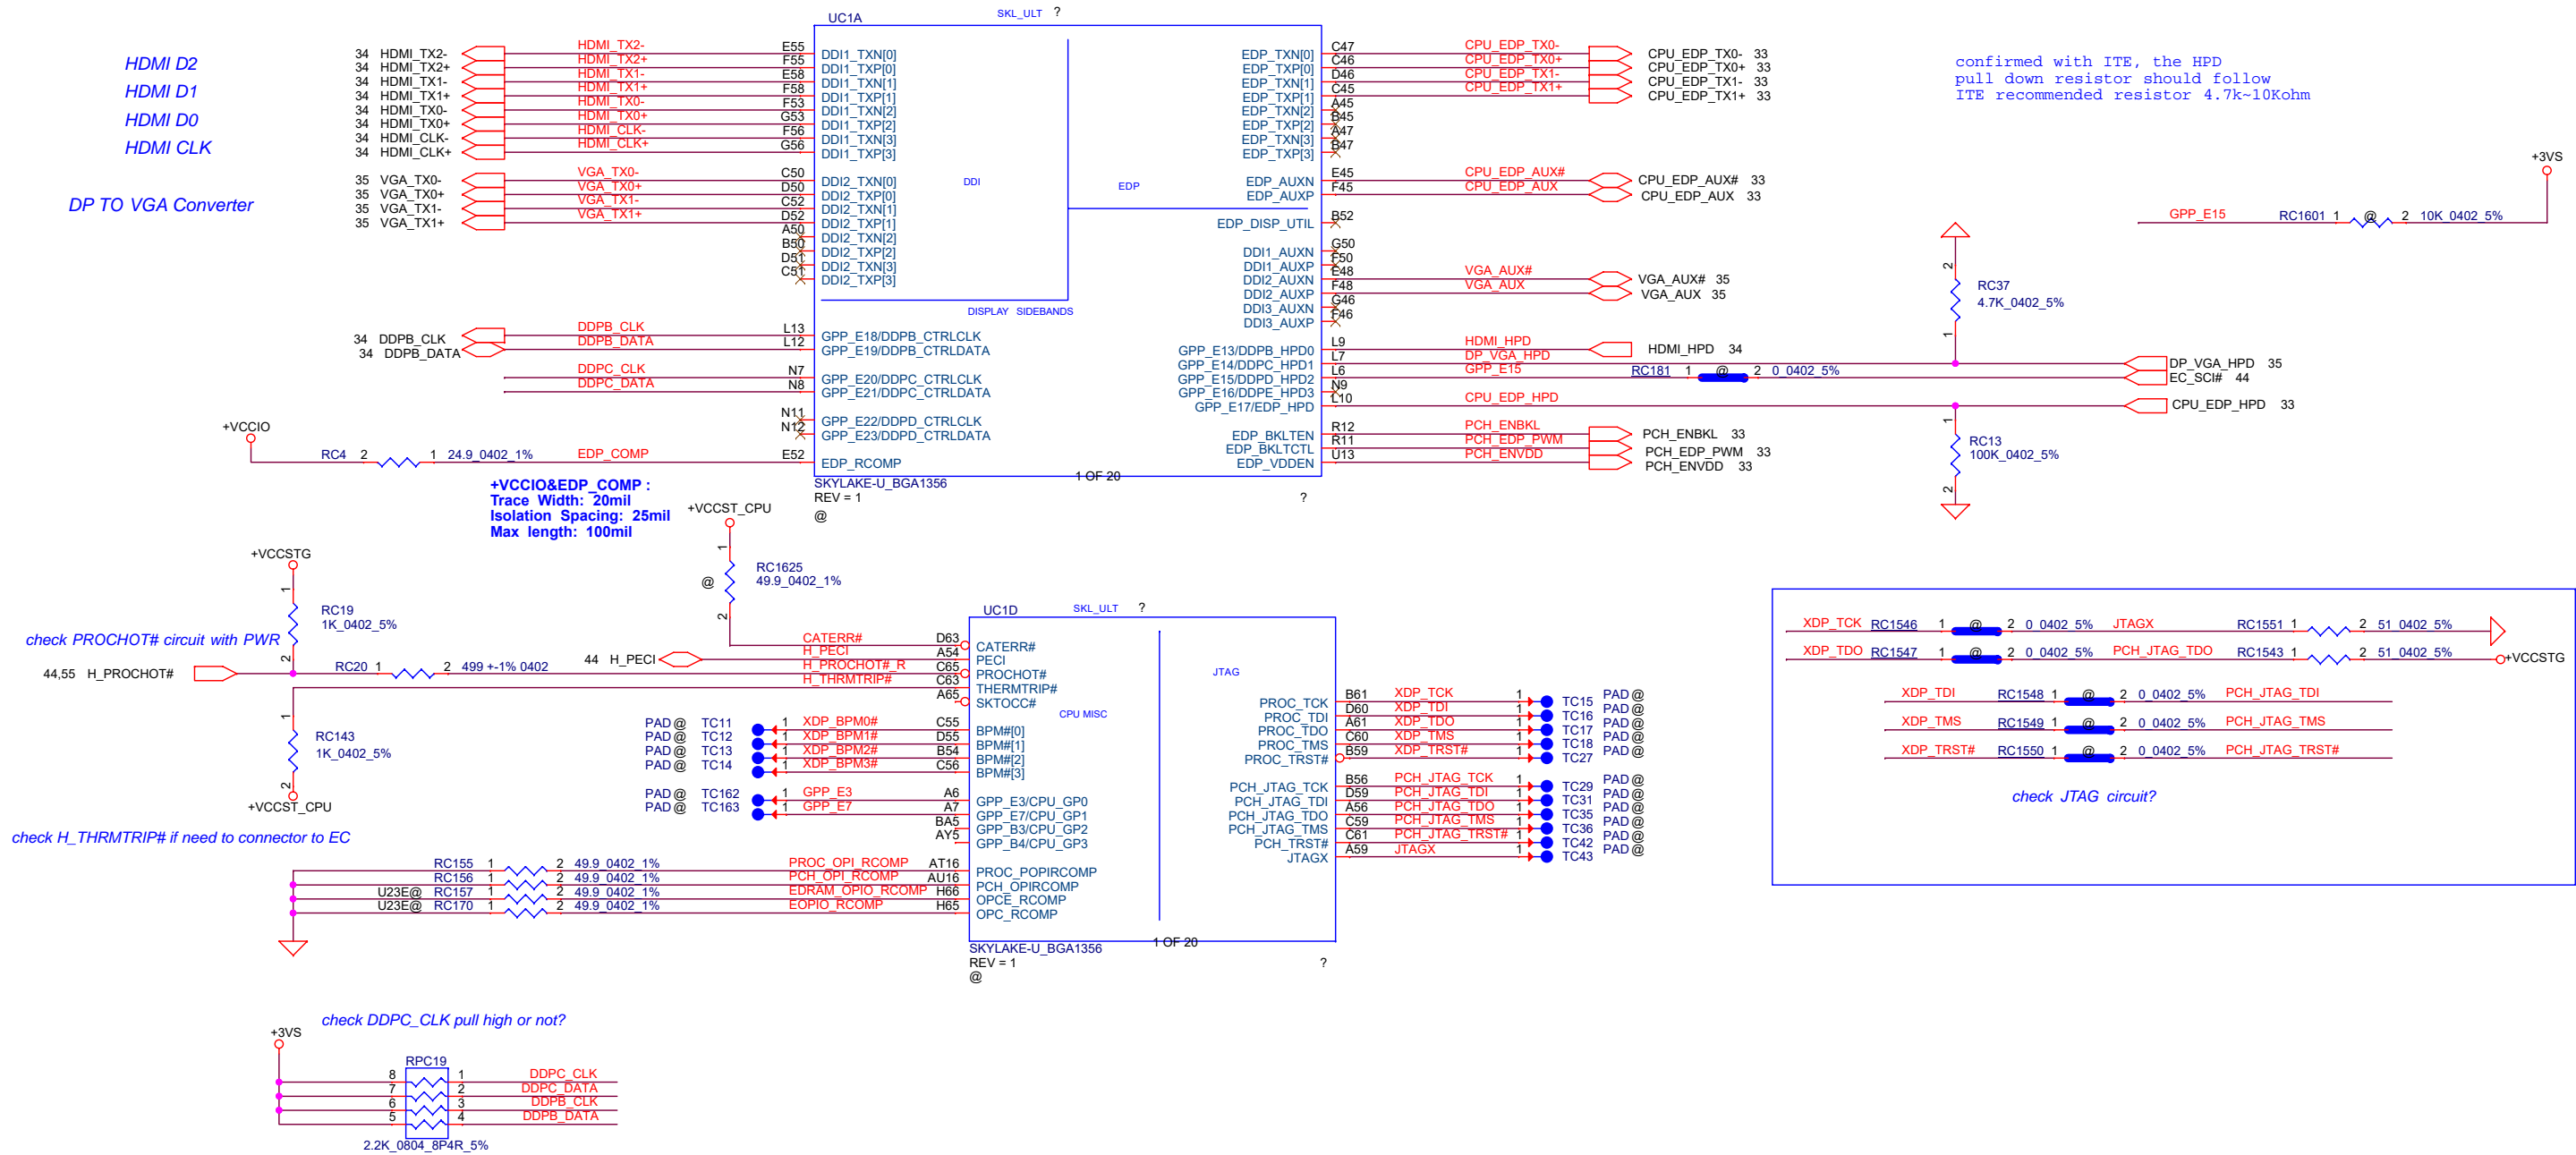 UC1A
SKL_ULT ?
HDMI D2
HDMI D1
HDMI D0
HDMI CLK
DP TO VGA Converter
34 HDMI_TX2- HDMI_TX2- E55 DDI1_TXN[0]
34 HDMI_TX2+ HDMI_TX2+ F55 DDI1_TXP[0]
34 HDMI_TX1- HDMI_TX1- E58 DDI1_TXN[1]
34 HDMI_TX1+ HDMI_TX1+ F58 DDI1_TXP[1]
34 HDMI_TX0- HDMI_TX0- F53 DDI1_TXN[2]
34 HDMI_TX0+ HDMI_TX0+ G53 DDI1_TXP[2]
34 HDMI_CLK- HDMI_CLK- F56 DDI1_TXN[3]
34 HDMI_CLK+ HDMI_CLK+ G56 DDI1_TXP[3]
35 VGA_TX0- VGA_TX0- C50 DDI2_TXN[0]
35 VGA_TX0+ VGA_TX0+ D50 DDI2_TXP[0]
35 VGA_TX1- VGA_TX1- C52 DDI2_TXN[1]
35 VGA_TX1+ VGA_TX1+ D52 DDI2_TXP[1]
A50 DDI2_TXN[2]
B50 DDI2_TXP[2]
D51 DDI2_TXN[3]
C51 DDI2_TXP[3]
DDI
EDP
DISPLAY SIDEBANDS
34 DDPB_CLK DDPB_CLK L13 GPP_E18/DDPB_CTRLCLK
34 DDPB_DATA DDPB_DATA L12 GPP_E19/DDPB_CTRLDATA
DDPC_CLK N7 GPP_E20/DDPC_CTRLCLK
DDPC_DATA N8 GPP_E21/DDPC_CTRLDATA
N11 GPP_E22/DDPD_CTRLCLK
N12 GPP_E23/DDPD_CTRLDATA
+VCCIO
RC4 2 1 24.9_0402_1% EDP_COMP E52 EDP_RCOMP
EDP_TXN[0] C47 CPU_EDP_TX0- CPU_EDP_TX0- 33
EDP_TXP[0] C46 CPU_EDP_TX0+ CPU_EDP_TX0+ 33
EDP_TXN[1] D46 CPU_EDP_TX1- CPU_EDP_TX1- 33
EDP_TXP[1] C45 CPU_EDP_TX1+ CPU_EDP_TX1+ 33
EDP_TXN[2] A45
EDP_TXP[2] B45
EDP_TXN[3] A47
EDP_TXP[3] B47
EDP_AUXN E45 CPU_EDP_AUX# CPU_EDP_AUX# 33
EDP_AUXP F45 CPU_EDP_AUX CPU_EDP_AUX 33
EDP_DISP_UTIL B52
DDI1_AUXN G50
DDI1_AUXP F50
DDI2_AUXN E48 VGA_AUX# VGA_AUX# 35
DDI2_AUXP F48 VGA_AUX VGA_AUX 35
DDI3_AUXN G46
DDI3_AUXP F46
GPP_E13/DDPB_HPD0 L9 HDMI_HPD HDMI_HPD 34
GPP_E14/DDPC_HPD1 L7 DP_VGA_HPD DP_VGA_HPD 35
GPP_E15/DDPD_HPD2 L6 GPP_E15 RC181 1 @ 2 0_0402_5% EC_SCI# 44
GPP_E16/DDPE_HPD3 N9
GPP_E17/EDP_HPD L10 CPU_EDP_HPD CPU_EDP_HPD 33
EDP_BKLTEN R12 PCH_ENBKL PCH_ENBKL 33
EDP_BKLTCTL R11 PCH_EDP_PWM PCH_EDP_PWM 33
EDP_VDDEN U13 PCH_ENVDD PCH_ENVDD 33
1 OF 20
SKYLAKE-U_BGA1356
REV = 1 ?
@
confirmed with ITE, the HPD
pull down resistor should follow
ITE recommended resistor 4.7k~10Kohm
+3VS
GPP_E15 RC1601 1 @ 2 10K_0402_5%
2
RC37
4.7K_0402_5%
1
1
RC13
100K_0402_5%
2
+VCCIO&EDP_COMP :
Trace Width: 20mil
Isolation Spacing: 25mil
Max length: 100mil
+VCCST_CPU
1
RC1625
@ 49.9_0402_1%
2
+VCCSTG
1
RC19
1K_0402_5%
2
check PROCHOT# circuit with PWR
44,55 H_PROCHOT# RC20 1 2 499 +-1% 0402
1
RC143
1K_0402_5%
2
+VCCST_CPU
check H_THRMTRIP# if need to connector to EC
UC1D
SKL_ULT ?
CATERR# D63 CATERR#
44 H_PECI H_PECI A54 PECI
H_PROCHOT#_R C65 PROCHOT#
H_THRMTRIP# C63 THERMTRIP#
A65 SKTOCC#
CPU MISC
JTAG
PAD @ TC11 1 XDP_BPM0# C55 BPM#[0]
PAD @ TC12 1 XDP_BPM1# D55 BPM#[1]
PAD @ TC13 1 XDP_BPM2# B54 BPM#[2]
PAD @ TC14 1 XDP_BPM3# C56 BPM#[3]
PAD @ TC162 1 GPP_E3 A6 GPP_E3/CPU_GP0
PAD @ TC163 1 GPP_E7 A7 GPP_E7/CPU_GP1
BA5 GPP_B3/CPU_GP2
AY5 GPP_B4/CPU_GP3
RC155 1 2 49.9_0402_1% PROC_OPI_RCOMP AT16 PROC_POPIRCOMP
RC156 1 2 49.9_0402_1% PCH_OPI_RCOMP AU16 PCH_OPIRCOMP
U23E@ RC157 1 2 49.9_0402_1% EDRAM_OPIO_RCOMP H66 OPCE_RCOMP
U23E@ RC170 1 2 49.9_0402_1% EOPIO_RCOMP H65 OPC_RCOMP
PROC_TCK B61 XDP_TCK 1 TC15 PAD @
PROC_TDI D60 XDP_TDI 1 TC16 PAD @
PROC_TDO A61 XDP_TDO 1 TC17 PAD @
PROC_TMS C60 XDP_TMS 1 TC18 PAD @
PROC_TRST# B59 XDP_TRST# 1 TC27 PAD @
PCH_JTAG_TCK B56 PCH_JTAG_TCK 1 TC29 PAD @
PCH_JTAG_TDI D59 PCH_JTAG_TDI 1 TC31 PAD @
PCH_JTAG_TDO A56 PCH_JTAG_TDO 1 TC35 PAD @
PCH_JTAG_TMS C59 PCH_JTAG_TMS 1 TC36 PAD @
PCH_TRST# C61 PCH_JTAG_TRST# 1 TC42 PAD @
JTAGX A59 JTAGX 1 TC43 PAD @
1 OF 20
SKYLAKE-U_BGA1356
REV = 1 ?
@
XDP_TCK RC1546 1 @ 2 0_0402_5% JTAGX RC1551 1 2 51_0402_5%
XDP_TDO RC1547 1 @ 2 0_0402_5% PCH_JTAG_TDO RC1543 1 2 51_0402_5% +VCCSTG
XDP_TDI RC1548 1 @ 2 0_0402_5% PCH_JTAG_TDI
XDP_TMS RC1549 1 @ 2 0_0402_5% PCH_JTAG_TMS
XDP_TRST# RC1550 1 @ 2 0_0402_5% PCH_JTAG_TRST#
check JTAG circuit?
check DDPC_CLK pull high or not?
+3VS
RPC19
8 1 DDPC_CLK
7 2 DDPC_DATA
6 3 DDPB_CLK
5 4 DDPB_DATA
2.2K_0804_8P4R_5%